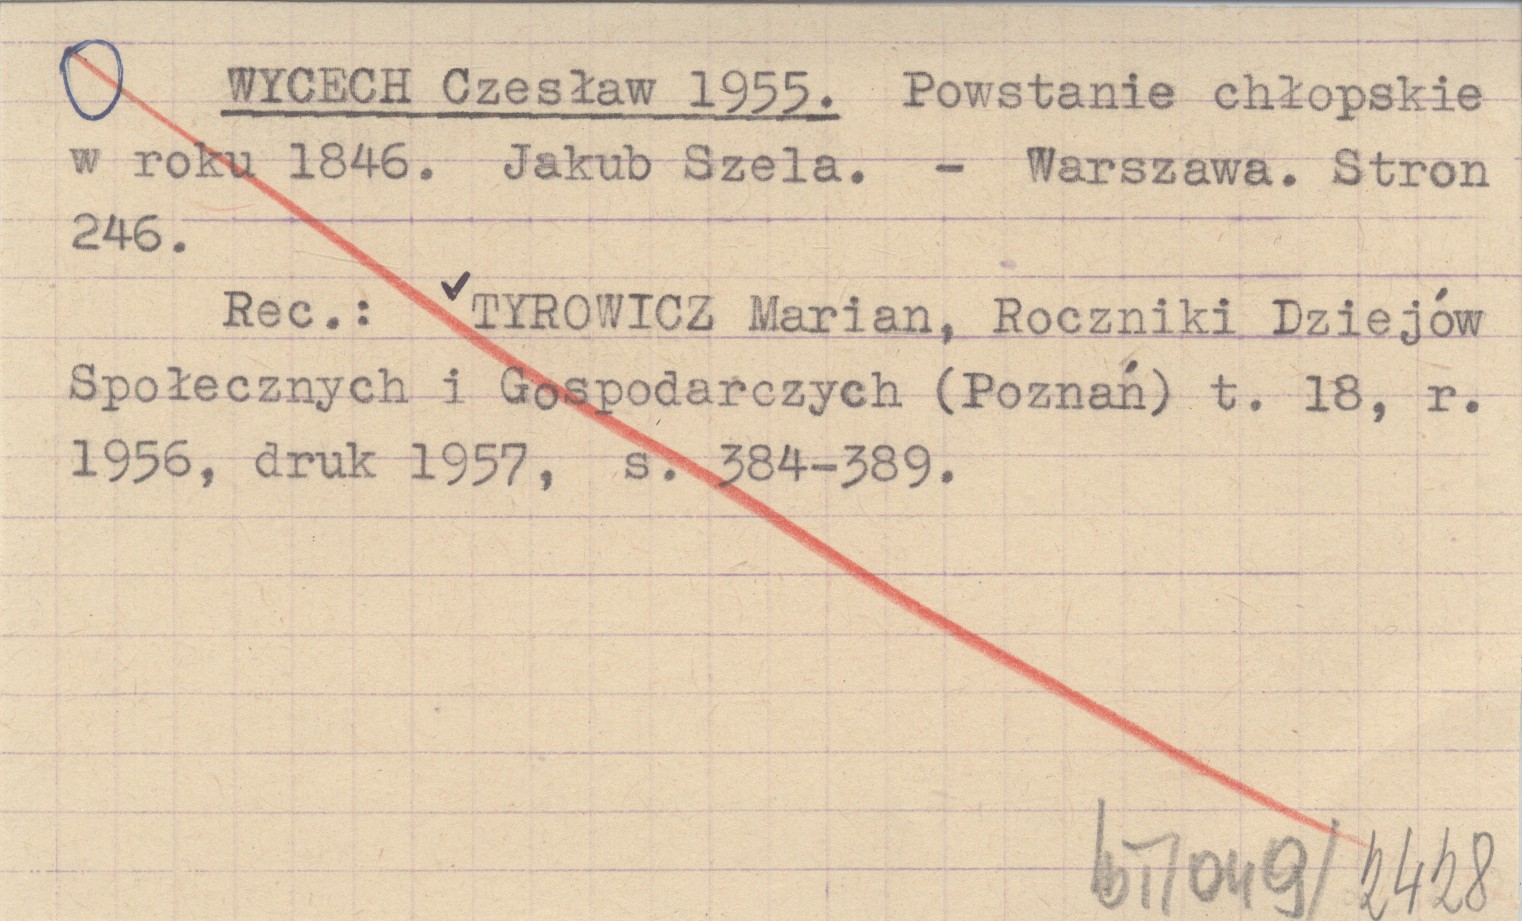 WYCECH Czesław 1955. Powstanie chłopskie
w roku 1846. Jakub Szela. - Warszawa. Stron
246.
Rec.: ✓TYROWICZ Marian, Roczniki Dziejów
Społecznych i Gospodarczych (Poznań) t. 18, r.
1956, druk 1957, s. 384-389.
049/2428